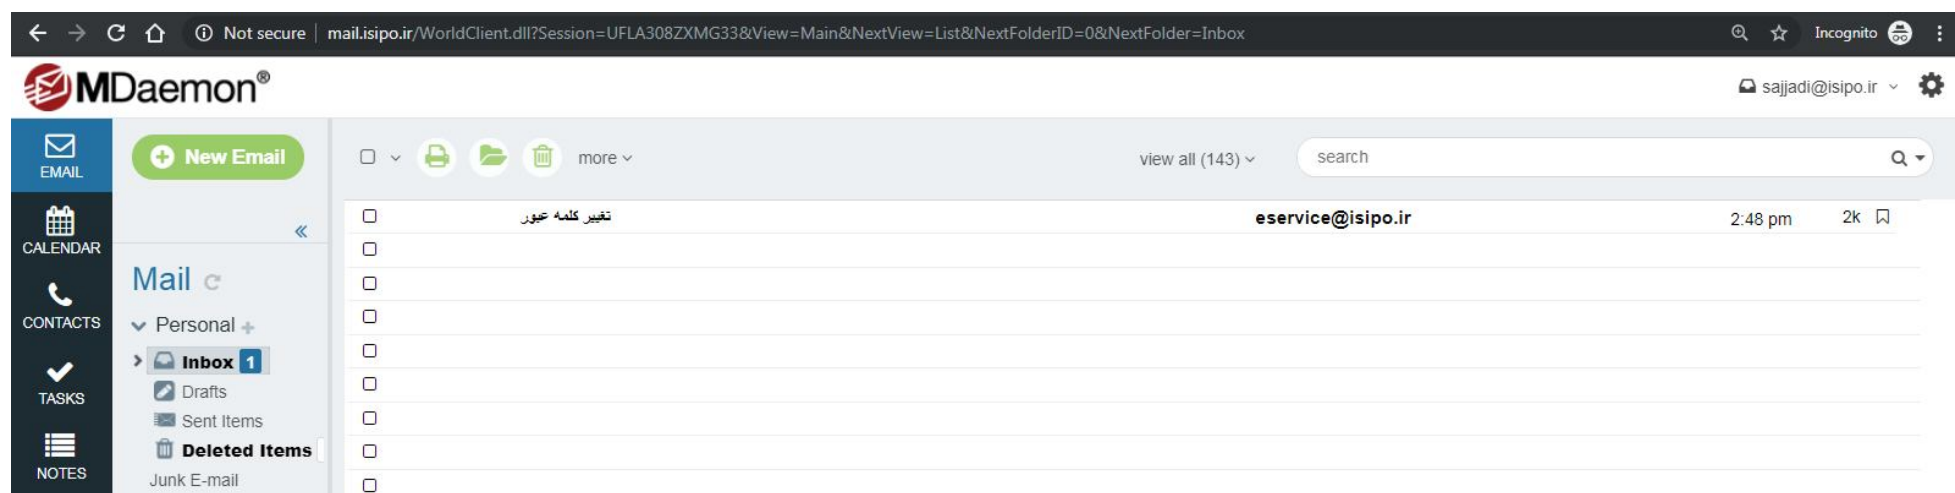 Not secure | mail.isipo.ir/WorldClient.dll?Session=UFLA308ZXMG33&View=Main&NextView=List&NextFolderID=0&NextFolder=Inbox Incognito
MDaemon® sajjadi@isipo.ir
EMAIL New Email more view all (143) search
تغییر کلمه عبور eservice@isipo.ir 2:48 pm 2k
CALENDAR
Mail
CONTACTS Personal
Inbox 1
TASKS Drafts
Sent Items
Deleted Items
NOTES Junk E-mail